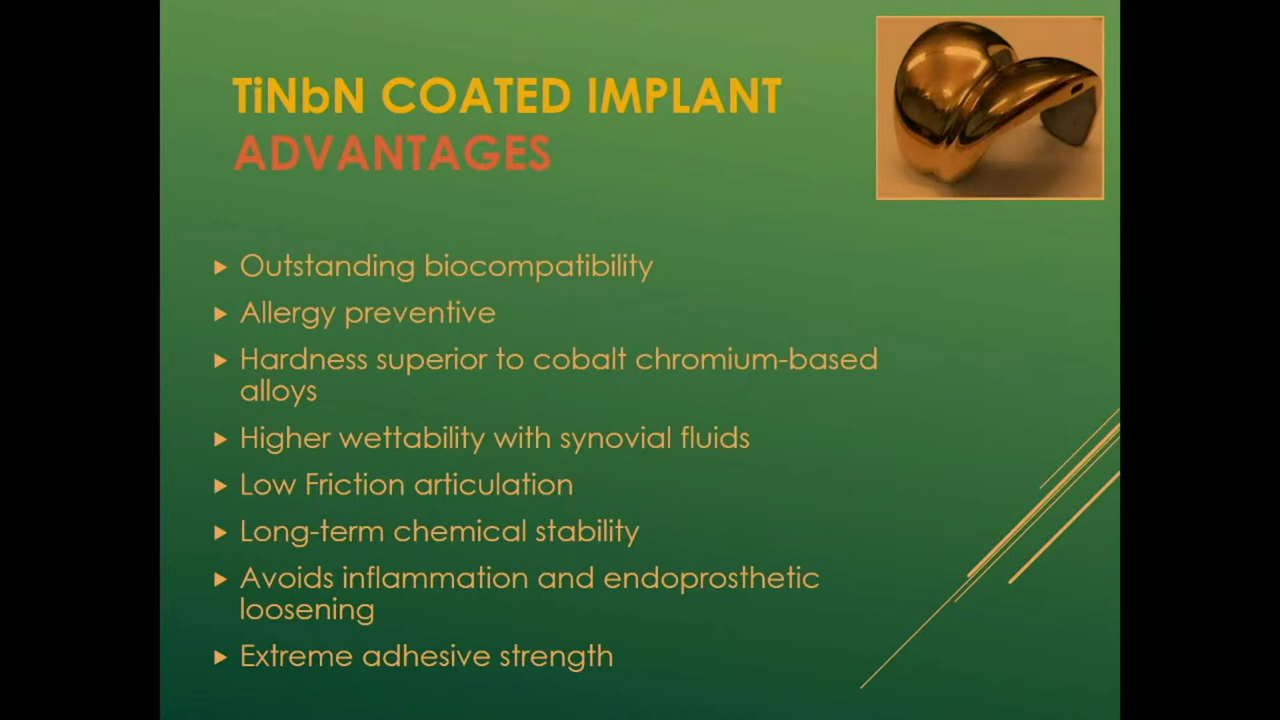 TiNbN COATED IMPLANT
ADVANTAGES
Outstanding biocompatibility
Allergy preventive
Hardness superior to cobalt chromium-based
alloys
Higher wettability with synovial fluids
Low Friction articulation
Long-term chemical stability
Avoids inflammation and endoprosthetic
loosening
Extreme adhesive strength